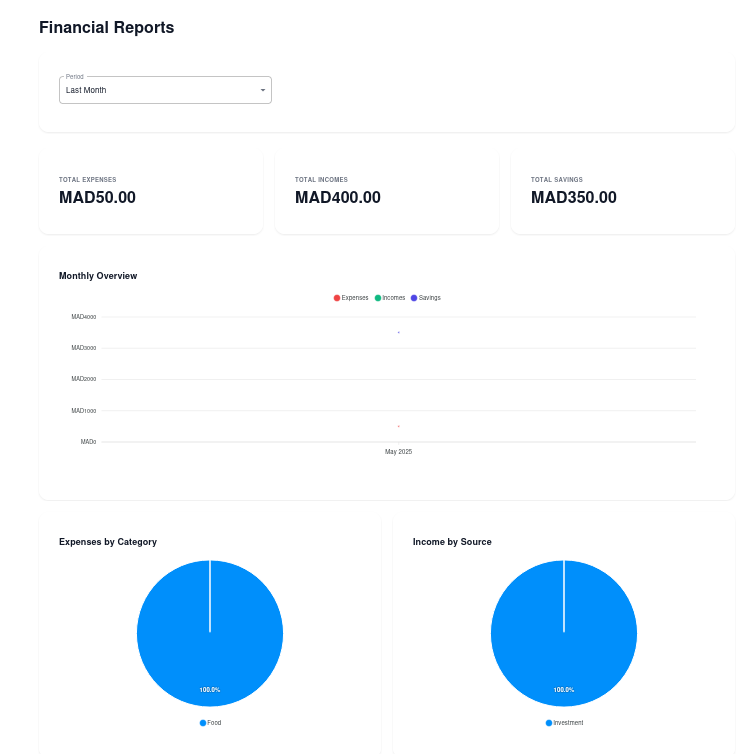 Financial Reports
Period
Last Month
TOTAL EXPENSES
MAD50.00
TOTAL INCOMES
MAD400.00
TOTAL SAVINGS
MAD350.00
Monthly Overview
Expenses Incomes Savings
MAD4000
MAD3000
MAD2000
MAD1000
MAD0
May 2025
Expenses by Category
100.0%
Food
Income by Source
100.0%
Investment